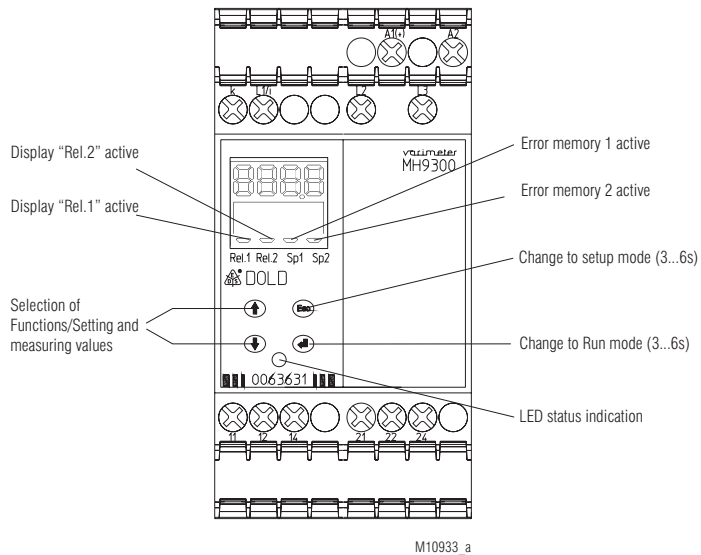 A1(+) A2
k L1/i L2 L3
Display “Rel.2” active
Display “Rel.1” active
varimeter
MH9300
Error memory 1 active
Error memory 2 active
Rel.1 Rel.2 Sp1 Sp2
DOLD
Selection of
Functions/Setting and
measuring values
Esc
Change to setup mode (3...6s)
Change to Run mode (3...6s)
0063631
LED status indication
11 12 14 21 22 24
M10933_a